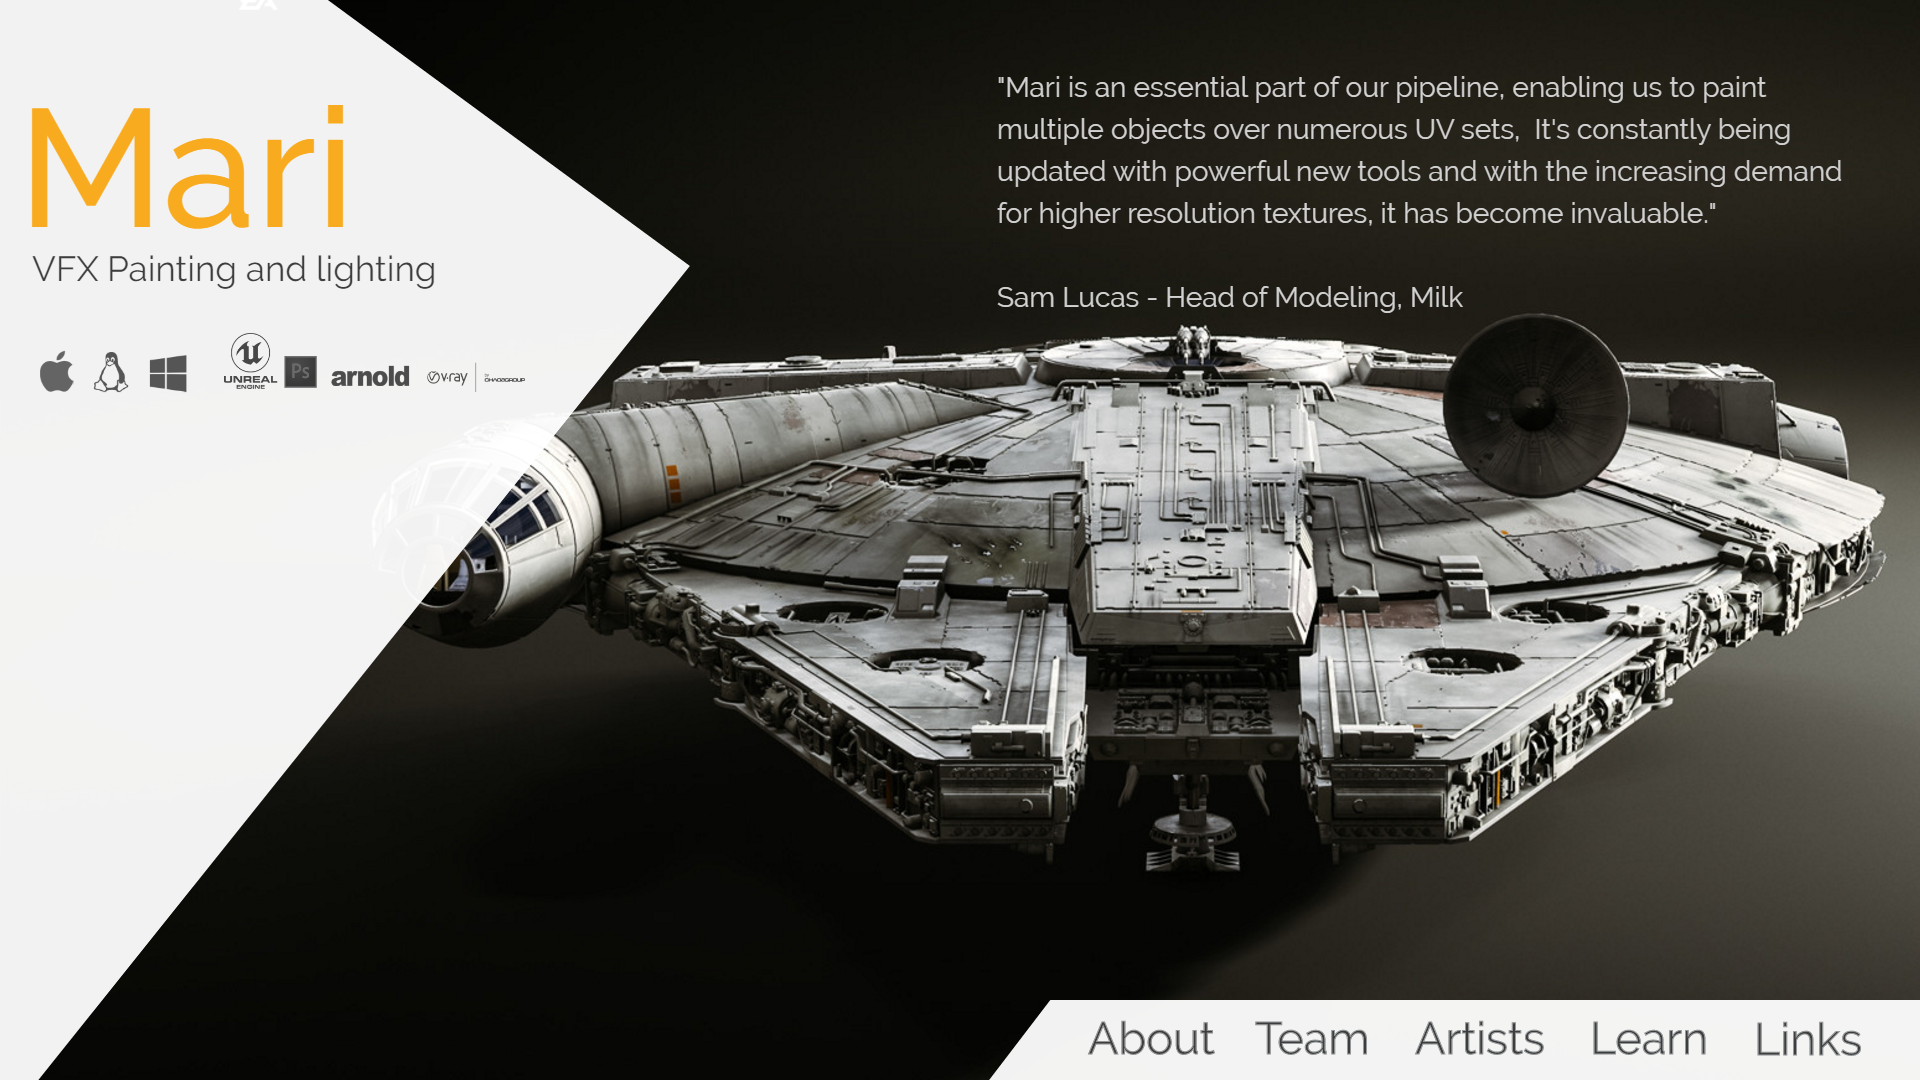 EA
Mari
VFX Painting and lighting
UNREAL
ENGINE
Ps
arnold
v·ray
by
CHAOSGROUP
"Mari is an essential part of our pipeline, enabling us to paint
multiple objects over numerous UV sets,  It's constantly being
updated with powerful new tools and with the increasing demand
for higher resolution textures, it has become invaluable."
Sam Lucas - Head of Modeling, Milk
About Team Artists Learn Links